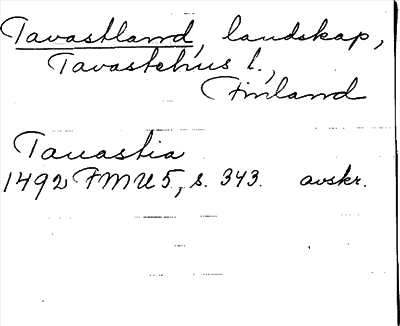 Tavastland, landskap,
Tavastehus l.,
Finland
Tauastia
1492 FMU 5, s. 343. avskr.